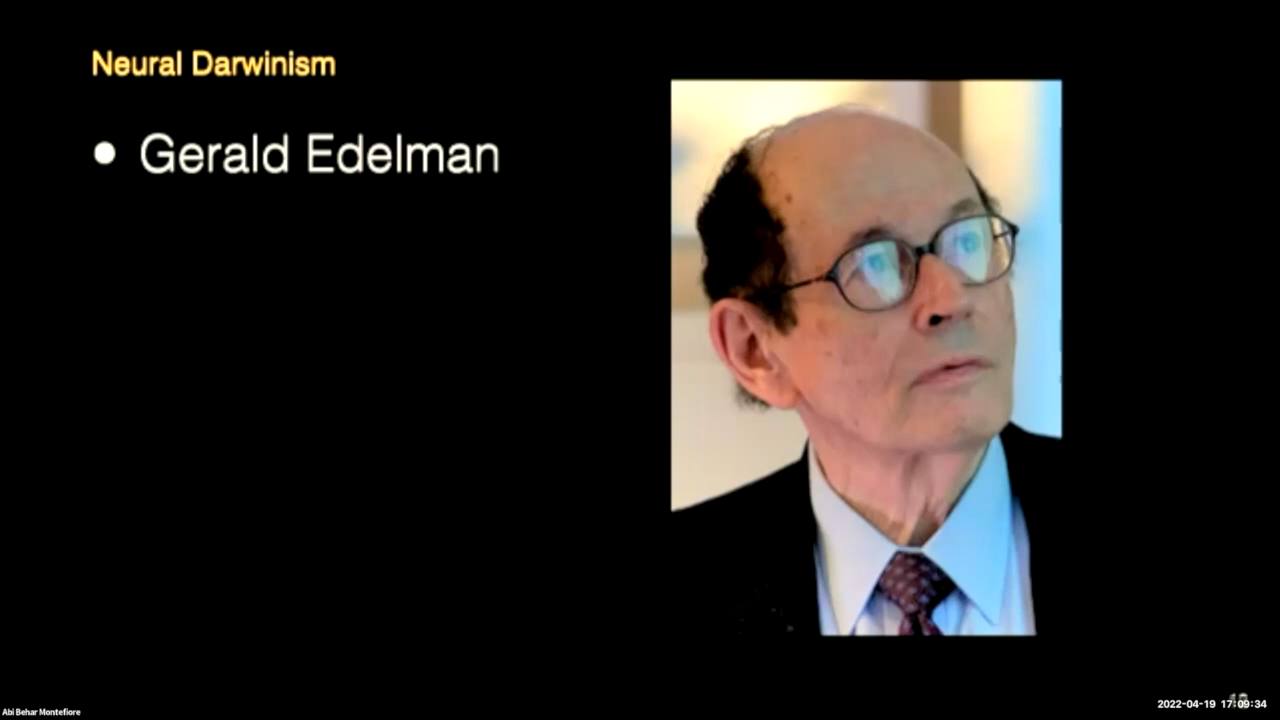 Neural Darwinism
• Gerald Edelman
Abi Behar Montefiore
2022-04-19 17:09:34